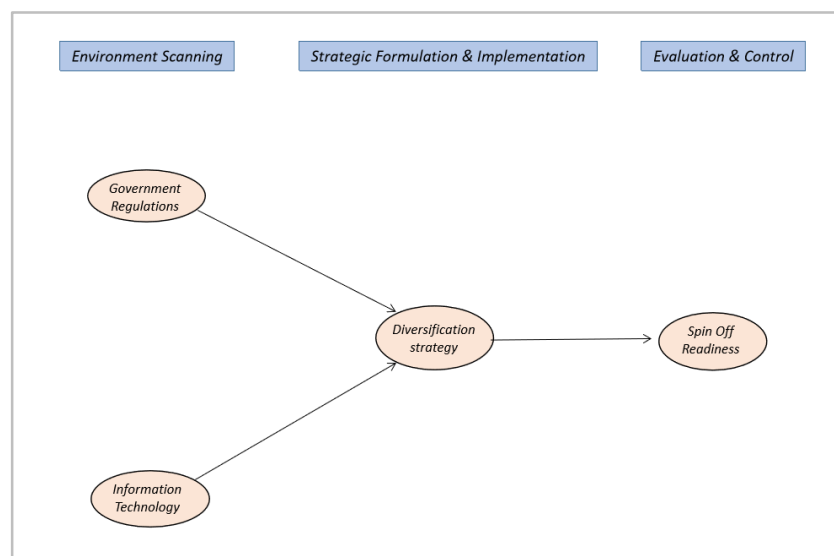 Environment Scanning
Strategic Formulation & Implementation
Evaluation & Control
Government
Regulations
Diversification
strategy
Spin Off
Readiness
Information
Technology